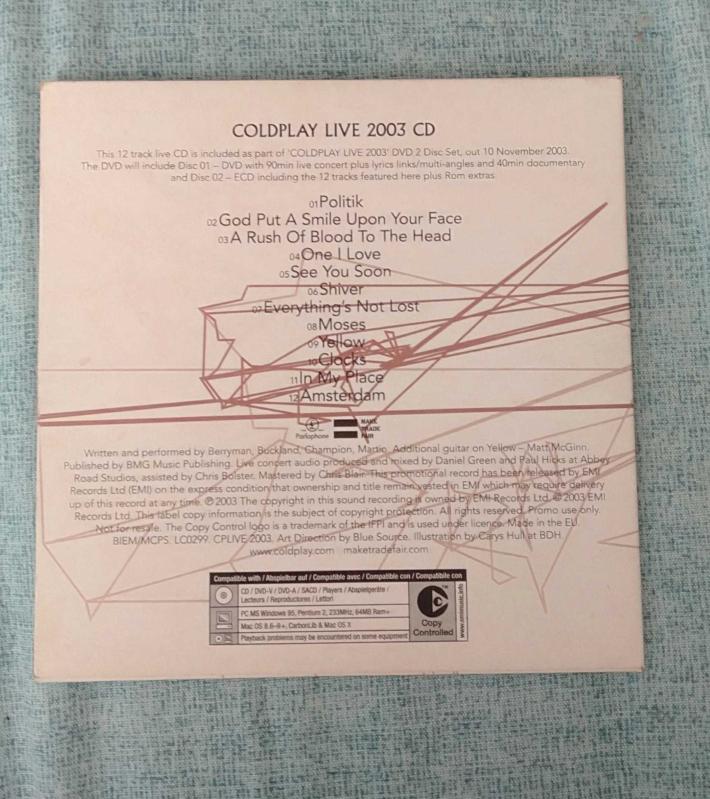 COLDPLAY LIVE 2003 CD
This 12 track live CD is included as part of 'COLDPLAY LIVE 2003' DVD 2 Disc Set, out 10 November 2003.
The DVD will include Disc 01 – DVD with 90min live concert plus lyrics links/multi-angles and 40min documentary
and Disc 02 – ECD including the 12 tracks featured here plus Rom extras.
01 Politik
02 God Put A Smile Upon Your Face
03 A Rush Of Blood To The Head
04 One I Love
05 See You Soon
06 Shiver
07 Everything's Not Lost
08 Moses
09 Yellow
10 Clocks
11 In My Place
12 Amsterdam
Parlophone
MAKE
TRADE
FAIR
Written and performed by Berryman, Buckland, Champion, Martin. Additional guitar on Yellow – Matt McGinn.
Published by BMG Music Publishing. Live concert audio produced and mixed by Daniel Green and Paul Hicks at Abbey
Road Studios, assisted by Chris Bolster. Mastered by Chris Blair. This promotional record has been released by EMI
Records Ltd (EMI) on the express condition that ownership and title remain vested in EMI which may require delivery
up of this record at any time. ℗ 2003 The copyright in this sound recording is owned by EMI Records Ltd. © 2003 EMI
Records Ltd. This label copy information is the subject of copyright protection. All rights reserved. Promo use only.
Not for resale. The Copy Control logo is a trademark of the IFPI and is used under licence. Made in the EU.
BIEM/MCPS. LC0299. CPLIVE 2003. Art Direction by Blue Source. Illustration by Carys Hull at BDH.
www.coldplay.com maketradefair.com
Compatible with / Abspielbar auf / Compatible avec / Compatible con / Compatibile con
CD / DVD-V / DVD-A / SACD / Players / Abspielgeräte /
Lecteurs / Reproductores / Lettori
PC MS Windows 95, Pentium 2, 233MHz, 64MB Ram+
Mac OS 8.6-9+, CarbonLib & Mac OS X
Playback problems may be encountered on some equipment
Copy
Controlled
TM
www.emimusic.info